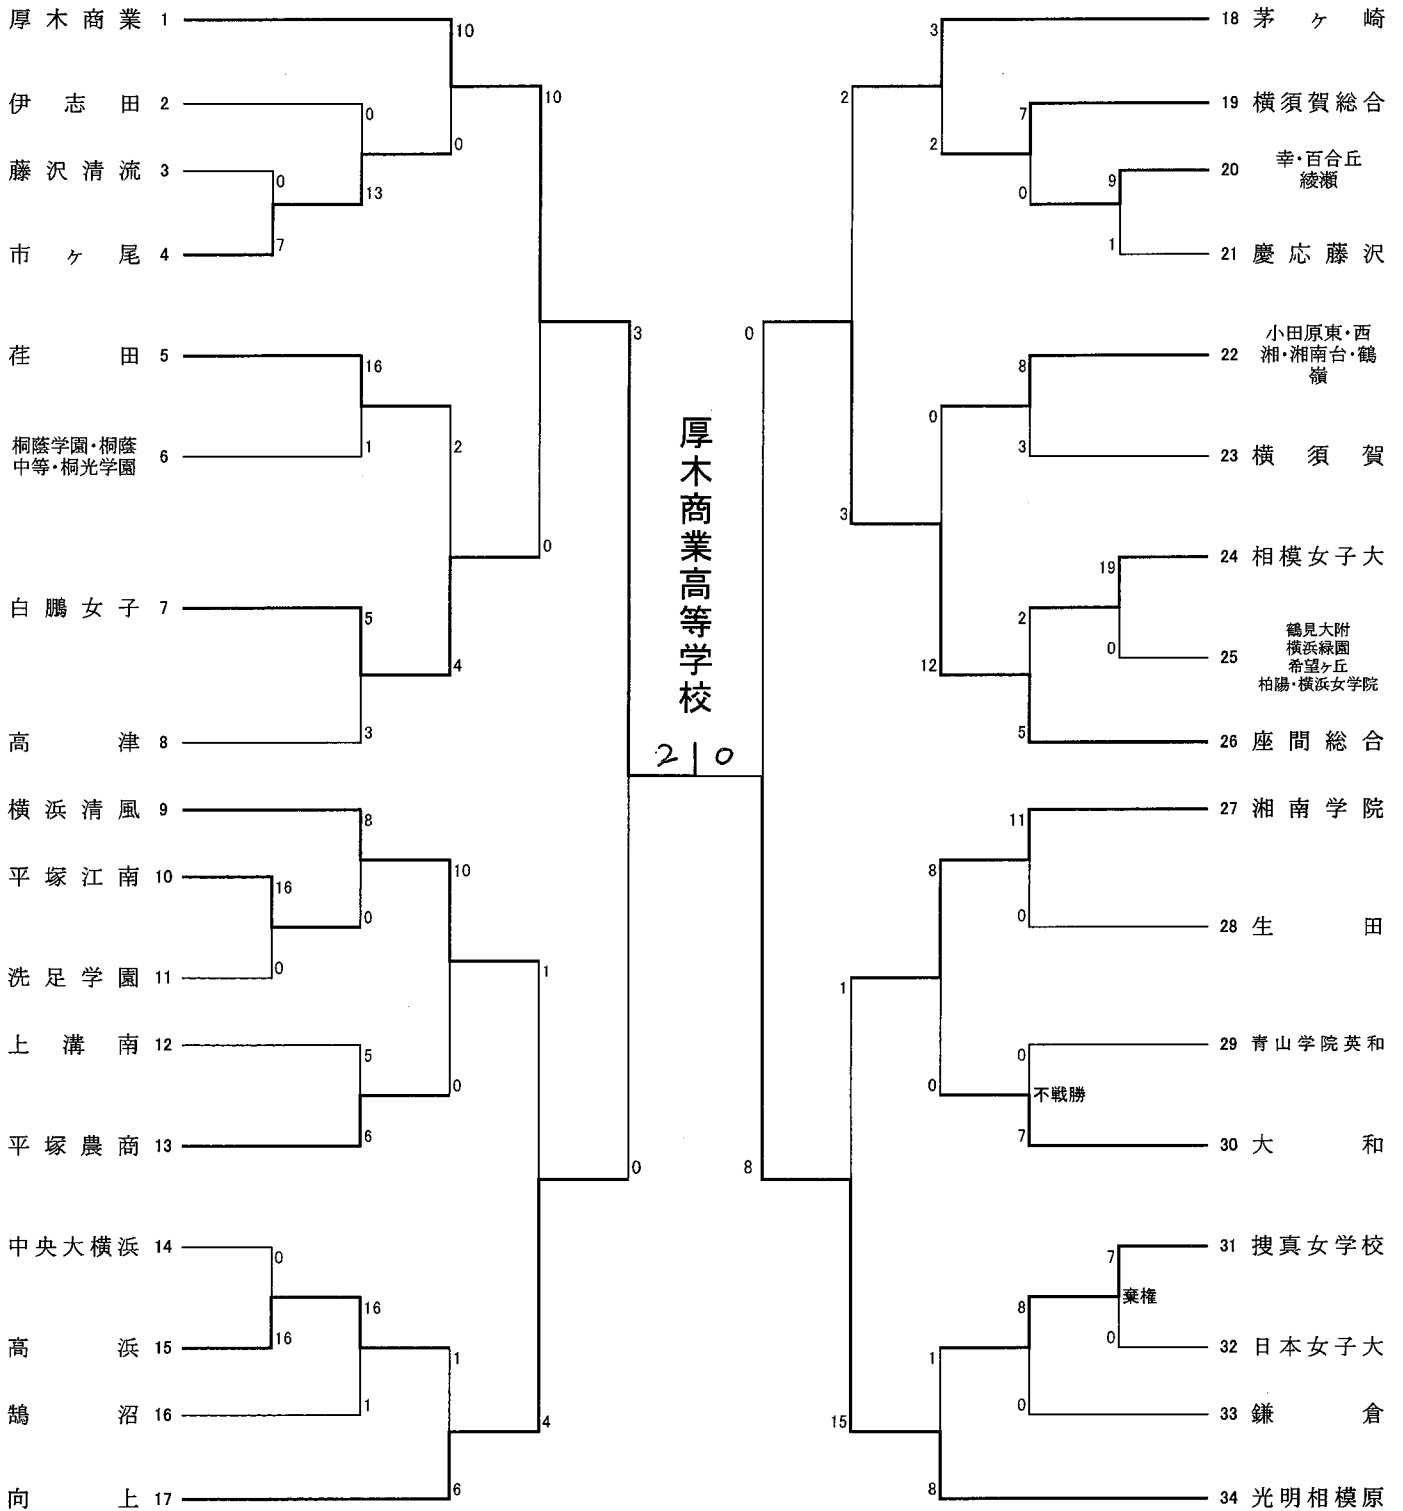 厚木商業 1
10
伊志田 2
0
10
0
藤沢清流 3
0
13
市ヶ尾 4
7
荏田 5
16
3
桐蔭学園・桐蔭
中等・桐光学園
6
1
2
0
白鵬女子 7
5
4
高津 8
3
横浜清風 9
8
平塚江南 10
16
10
0
洗足学園 11
0
1
上溝南 12
5
0
平塚農商 13
6
0
中央大横浜 14
0
16
高浜 15
16
1
鵠沼 16
1
4
向上 17
6
厚木商業高等学校
2 0
18 茅ヶ崎
3
2
19 横須賀総合
7
2
20 幸・百合丘
綾瀬
9
0
21 慶応藤沢
1
0
22 小田原東・西
湘・湘南台・鶴
嶺
8
0
23 横須賀
3
3
24 相模女子大
19
2
25 鶴見大附
横浜緑園
希望ヶ丘
柏陽・横浜女学院
0
12
26 座間総合
5
27 湘南学院
11
8
28 生田
0
1
29 青山学院英和
0
0
不戦勝
30 大和
7
8
31 捜真女学校
7
8
棄権
32 日本女子大
0
1
33 鎌倉
0
15
34 光明相模原
8